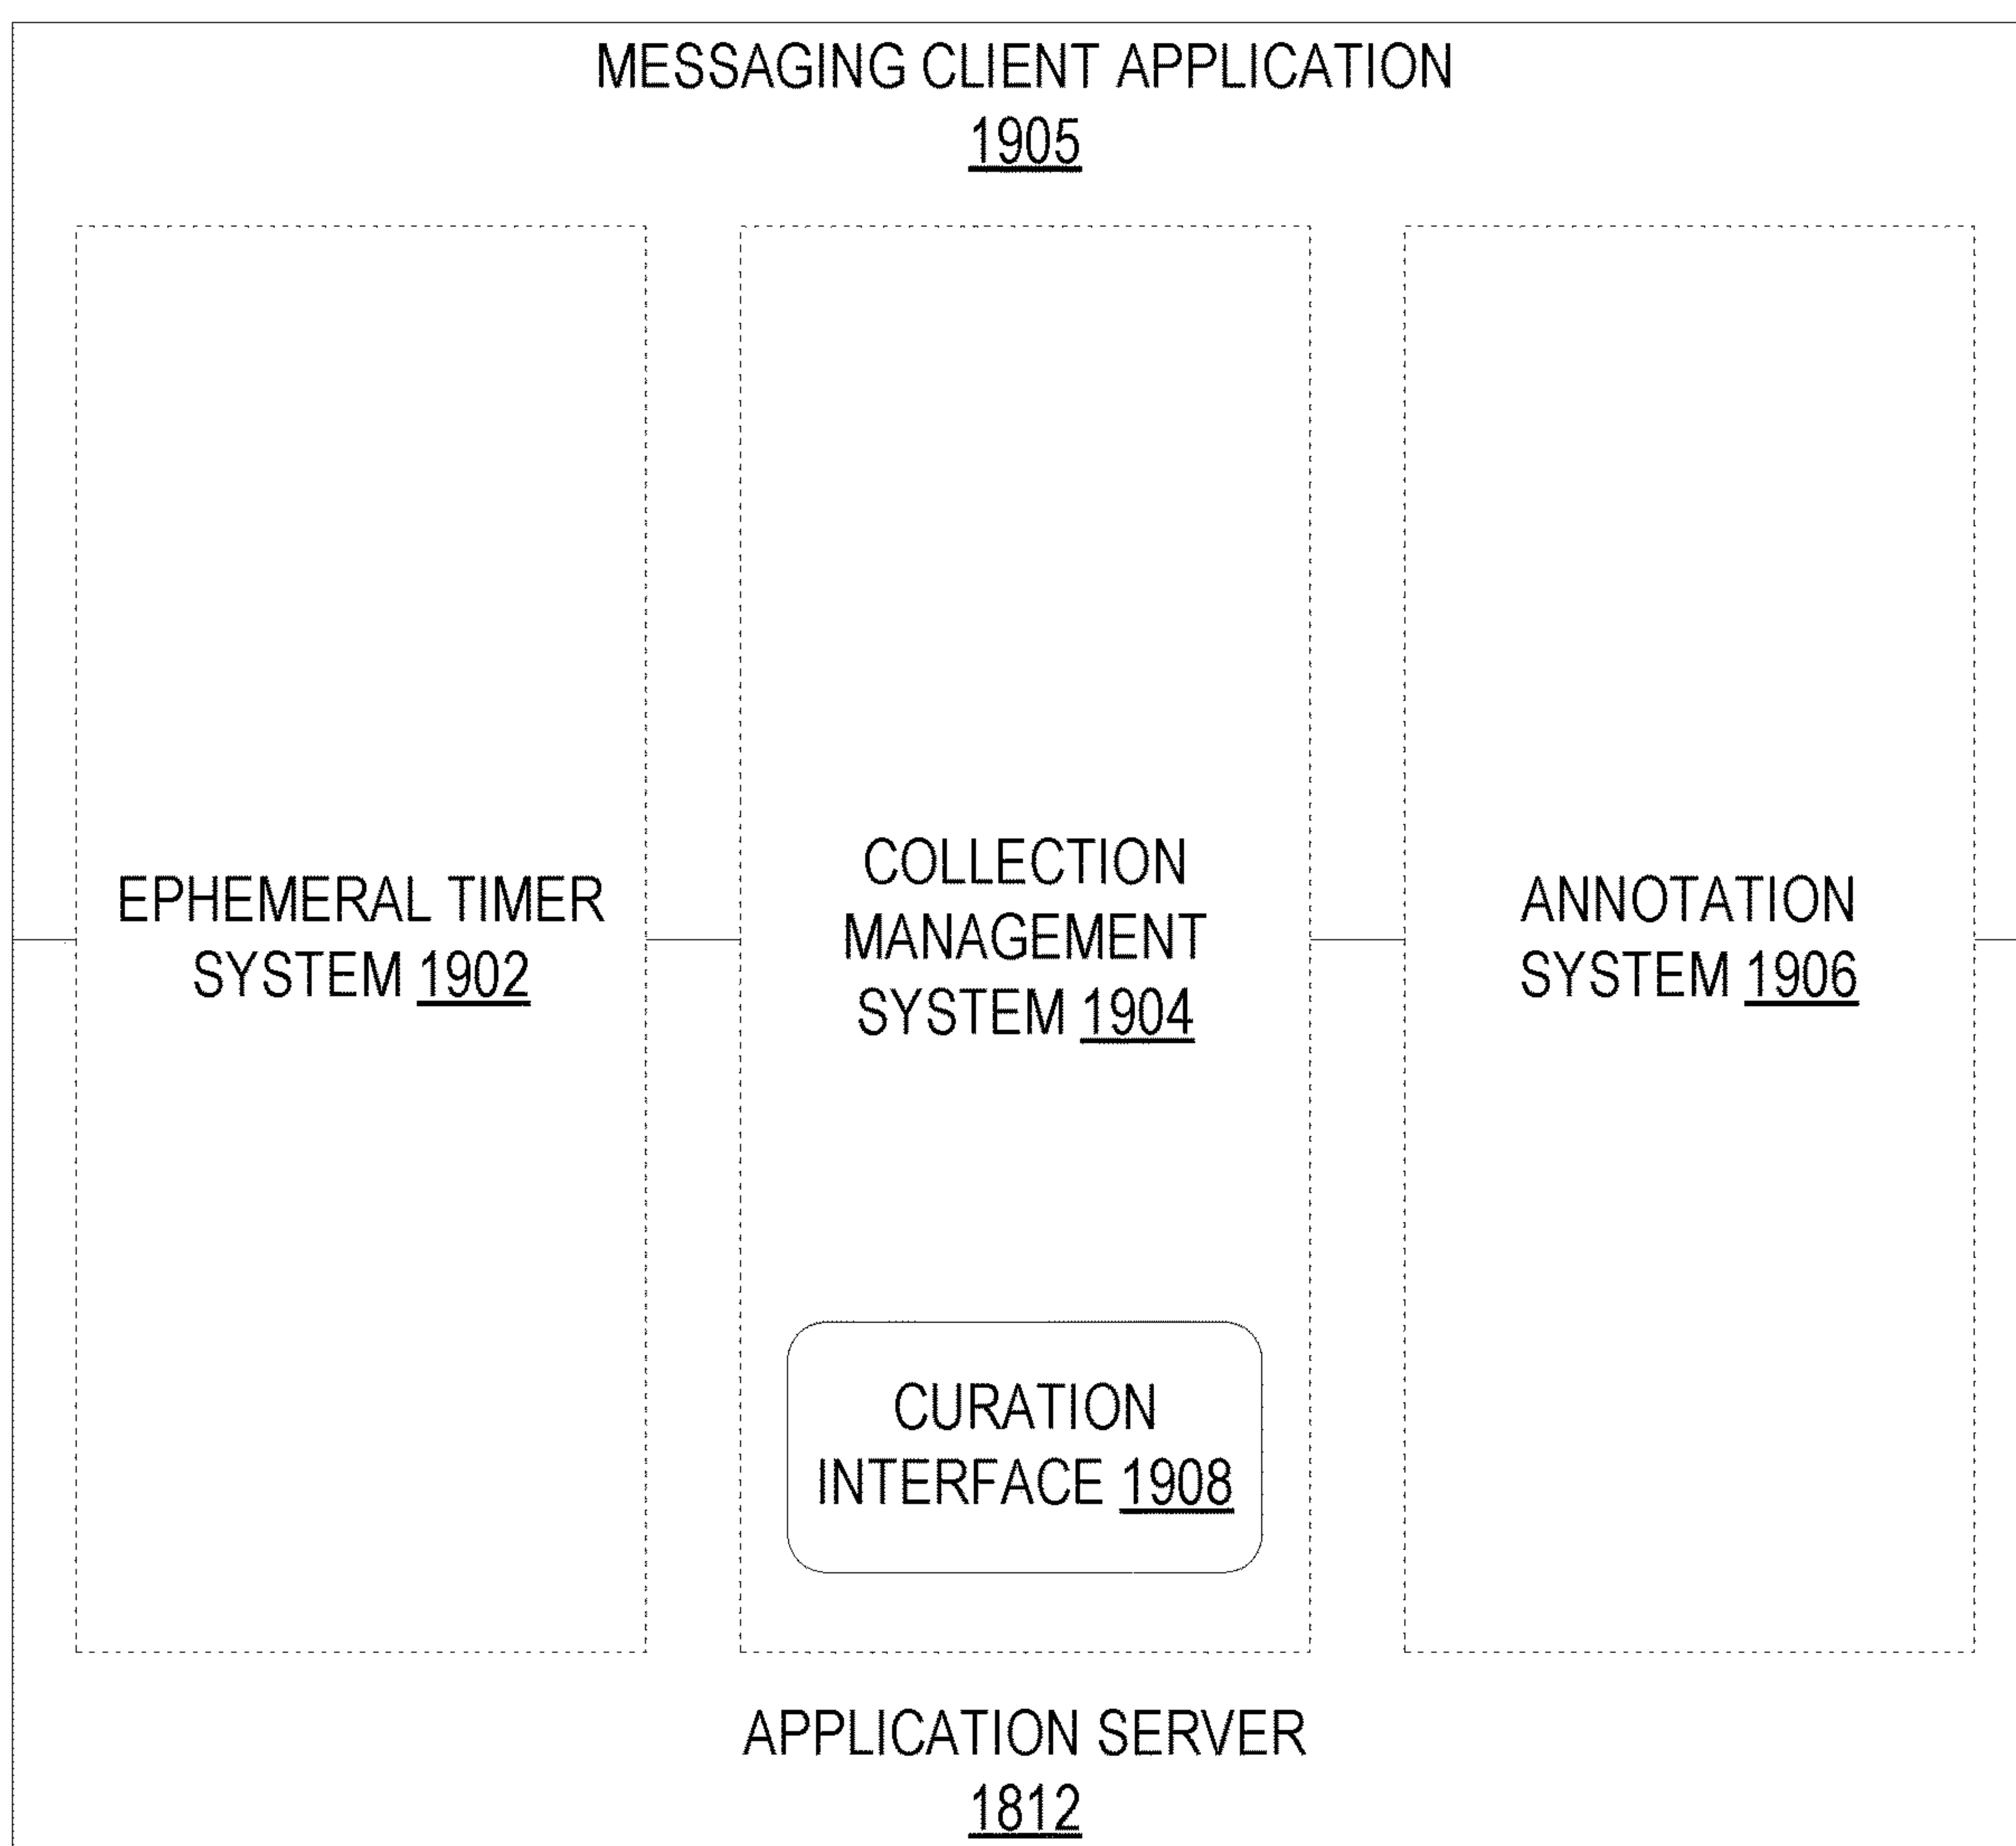 MESSAGING CLIENT APPLICATION
1905
EPHEMERAL TIMER
SYSTEM 1902
COLLECTION
MANAGEMENT
SYSTEM 1904
ANNOTATION
SYSTEM 1906
CURATION
INTERFACE 1908
APPLICATION SERVER
1812